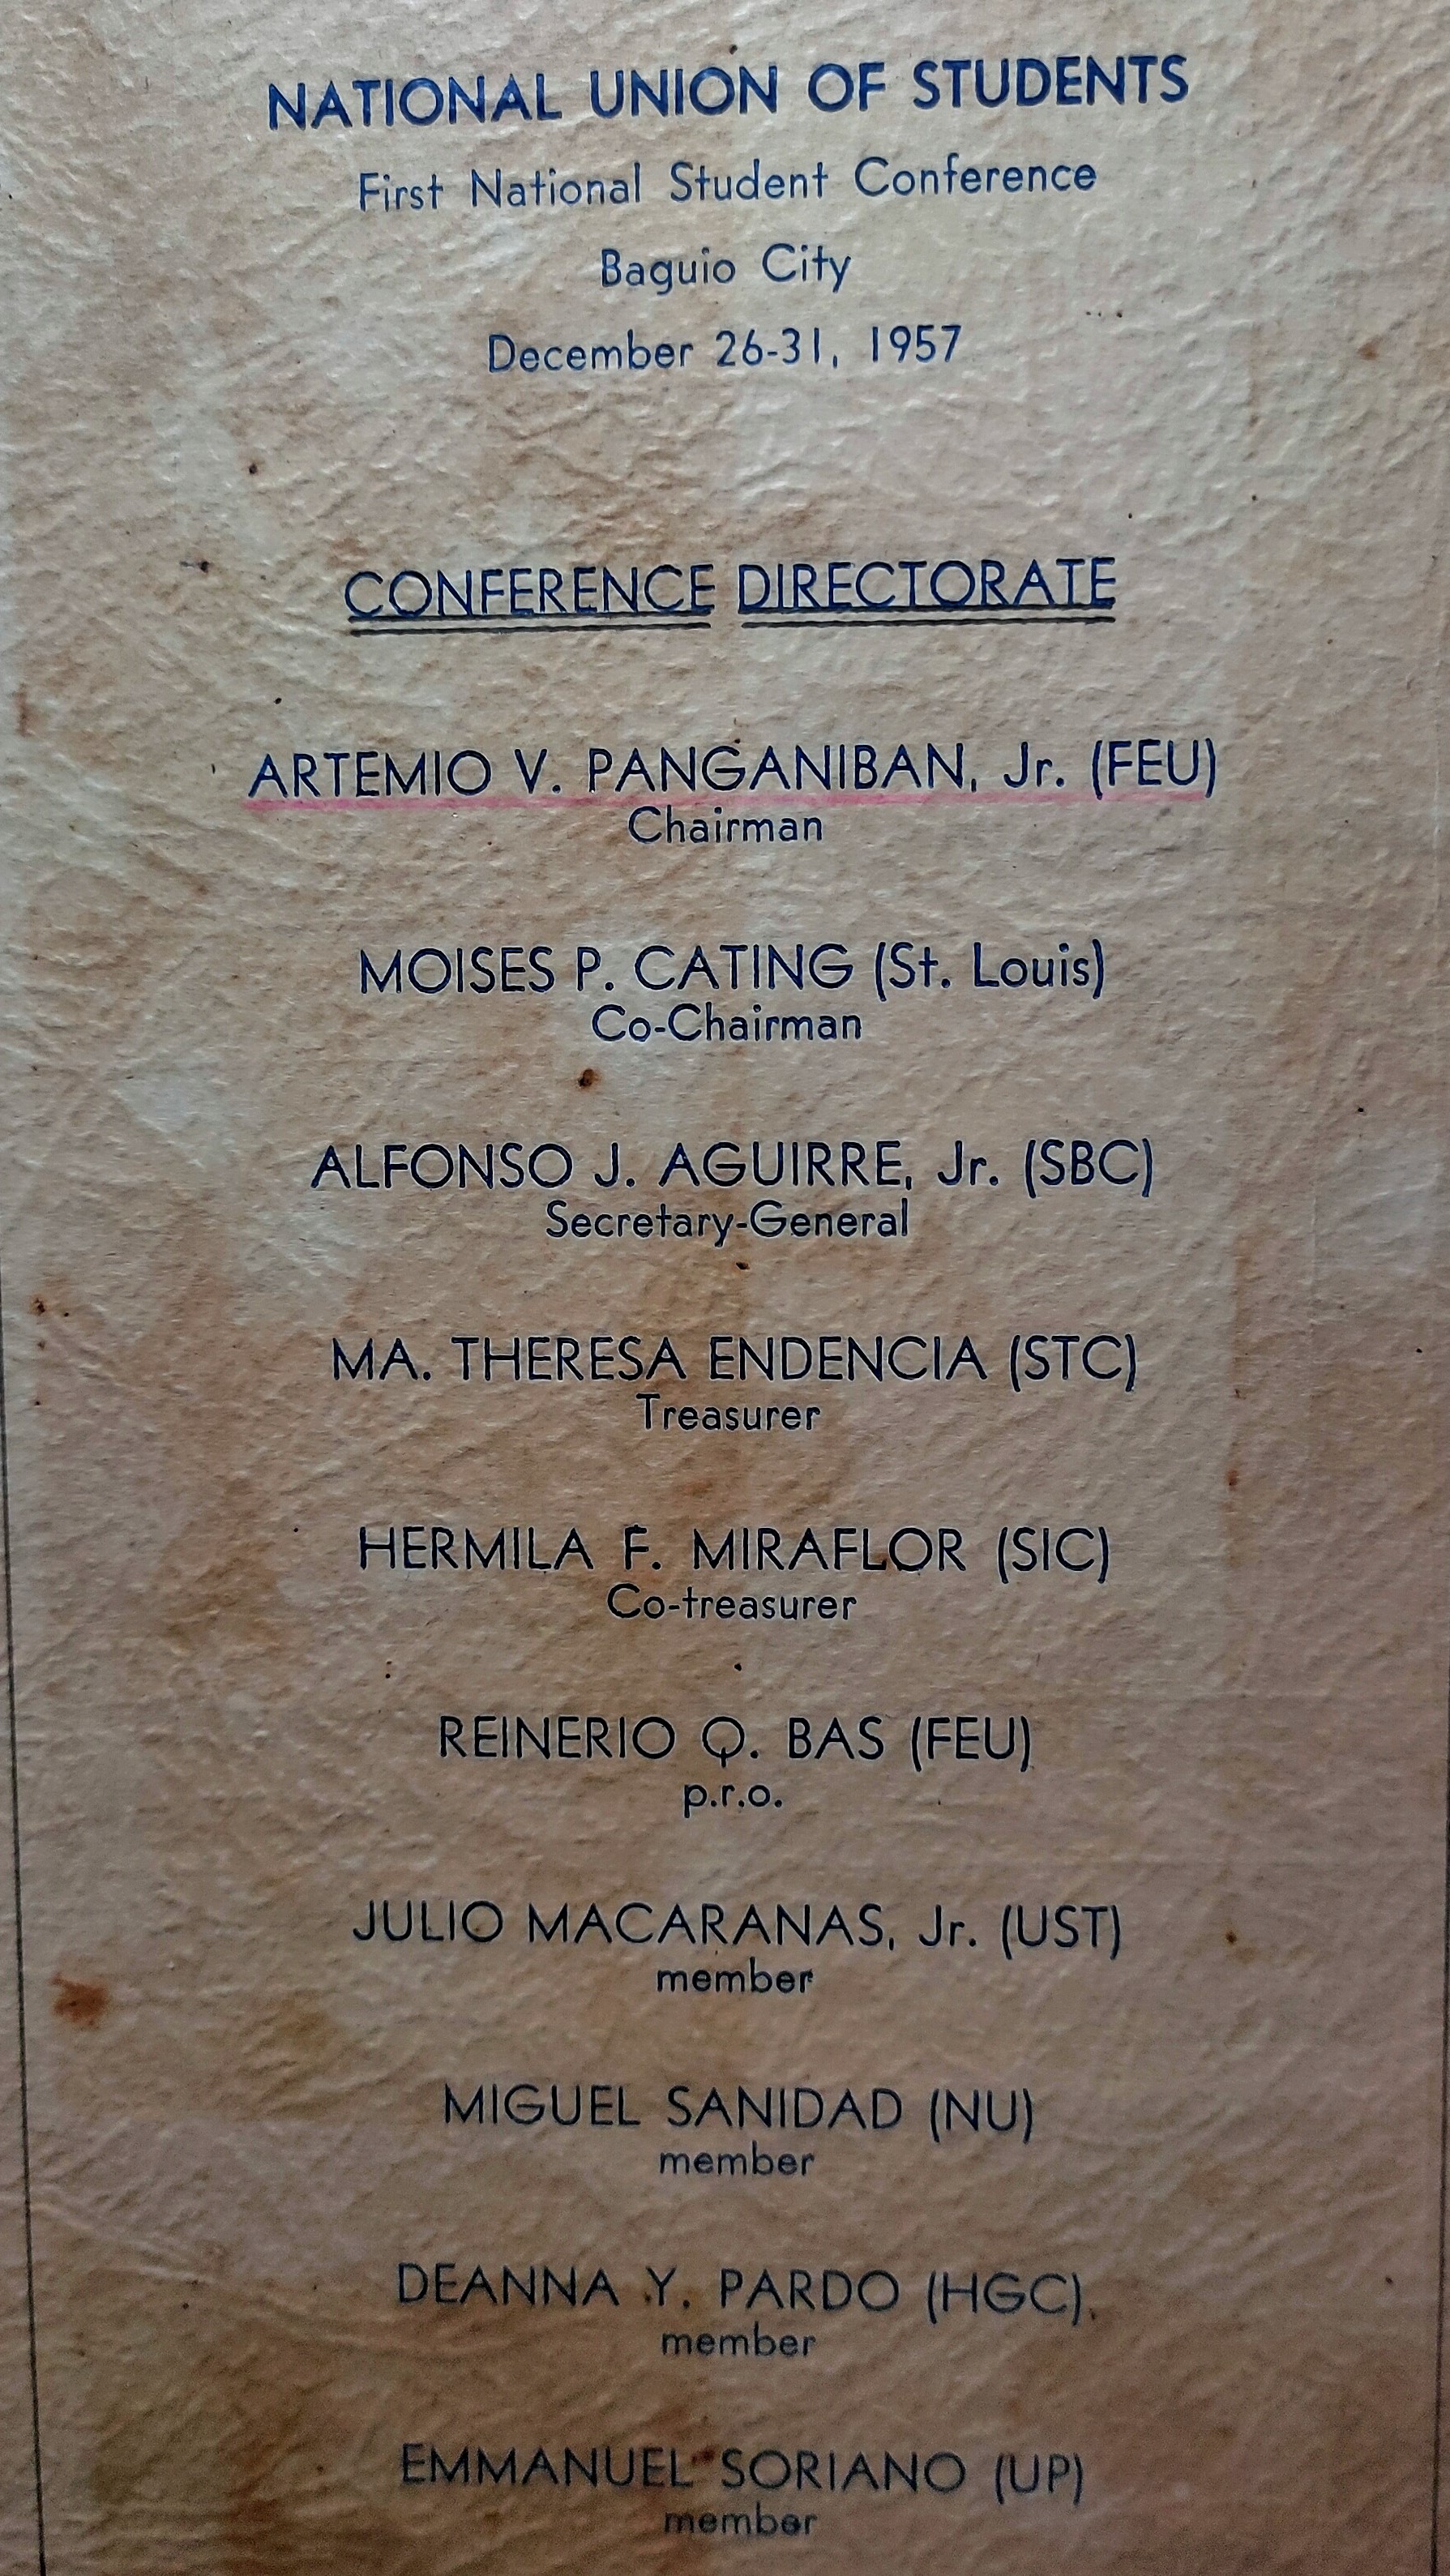 NATIONAL UNION OF STUDENTS
First National Student Conference
Baguio City
December 26-31, 1957
CONFERENCE DIRECTORATE
ARTEMIO V. PANGANIBAN, Jr. (FEU)
Chairman
MOISES P. CATING (St. Louis)
Co-Chairman
ALFONSO J. AGUIRRE, Jr. (SBC)
Secretary-General
MA. THERESA ENDENCIA (STC)
Treasurer
HERMILA F. MIRAFLOR (SIC)
Co-treasurer
REINERIO Q. BAS (FEU)
p.r.o.
JULIO MACARANAS, Jr. (UST)
member
MIGUEL SANIDAD (NU)
member
DEANNA Y. PARDO (HGC)
member
EMMANUEL SORIANO (UP)
member